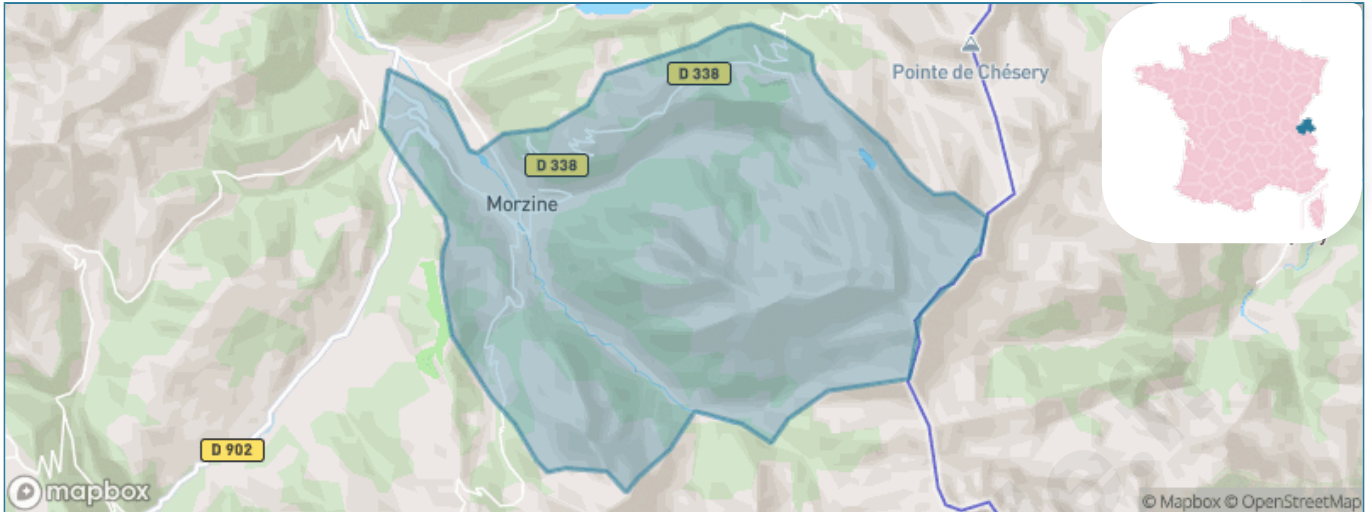 D 338
Pointe de Chésery
D 338
Morzine
D 902
mapbox
© Mapbox © OpenStreetMap